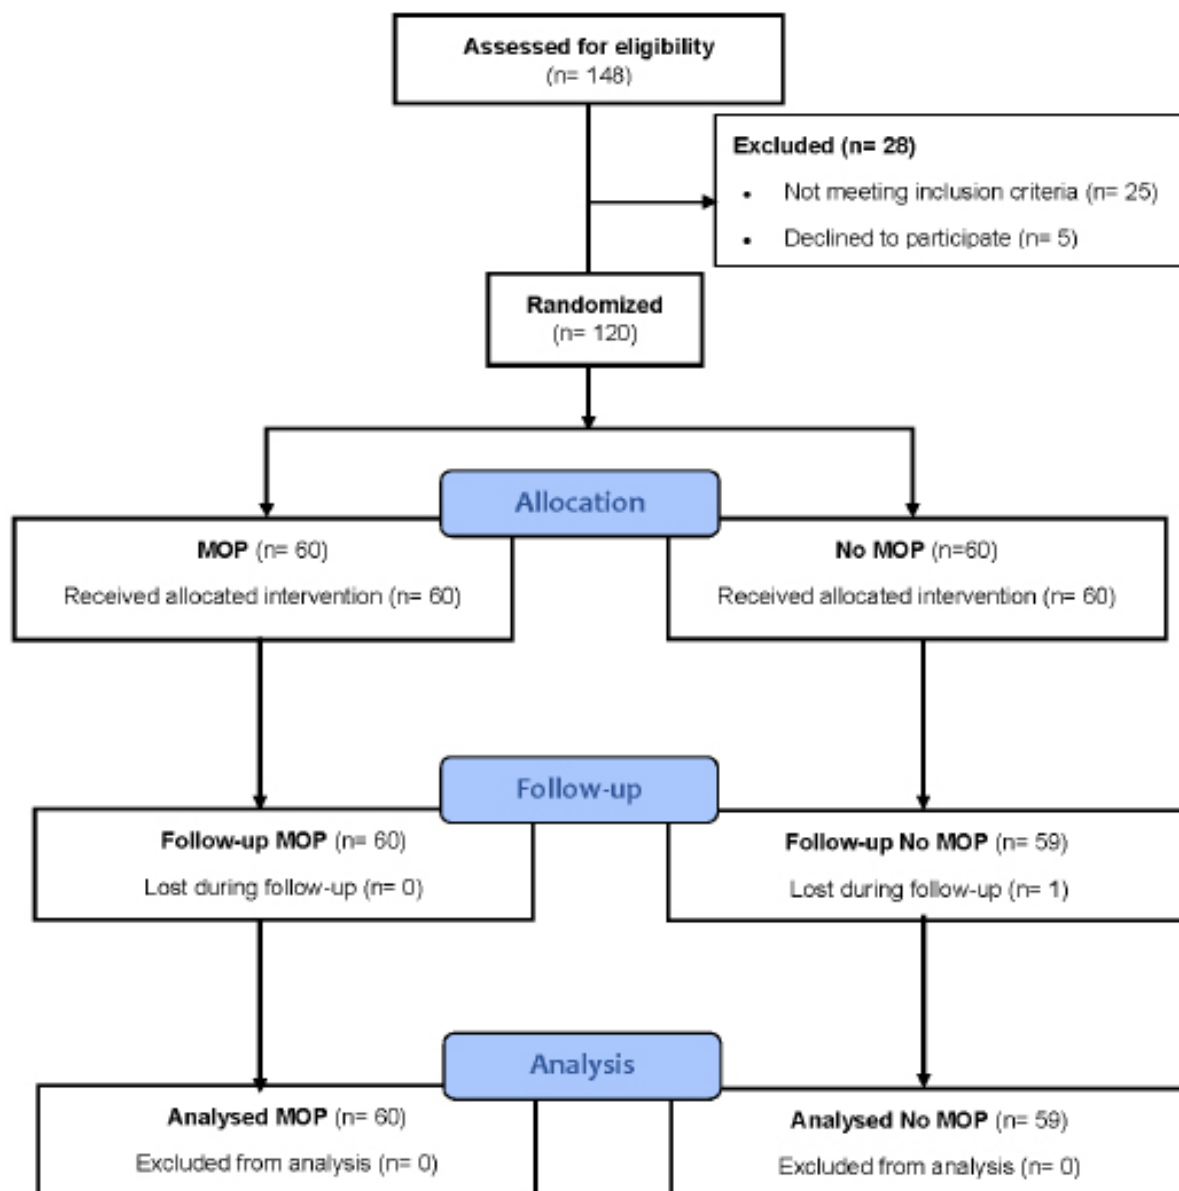 Assessed for eligibility
(n= 148)
Excluded (n= 28)
• Not meeting inclusion criteria (n= 25)
• Declined to participate (n= 5)
Randomized
(n= 120)
Allocation
MOP (n= 60)
Received allocated intervention (n= 60)
No MOP (n=60)
Received allocated intervention (n= 60)
Follow-up
Follow-up MOP (n= 60)
Lost during follow-up (n= 0)
Follow-up No MOP (n= 59)
Lost during follow-up (n= 1)
Analysis
Analysed MOP (n= 60)
Excluded from analysis (n= 0)
Analysed No MOP (n= 59)
Excluded from analysis (n= 0)